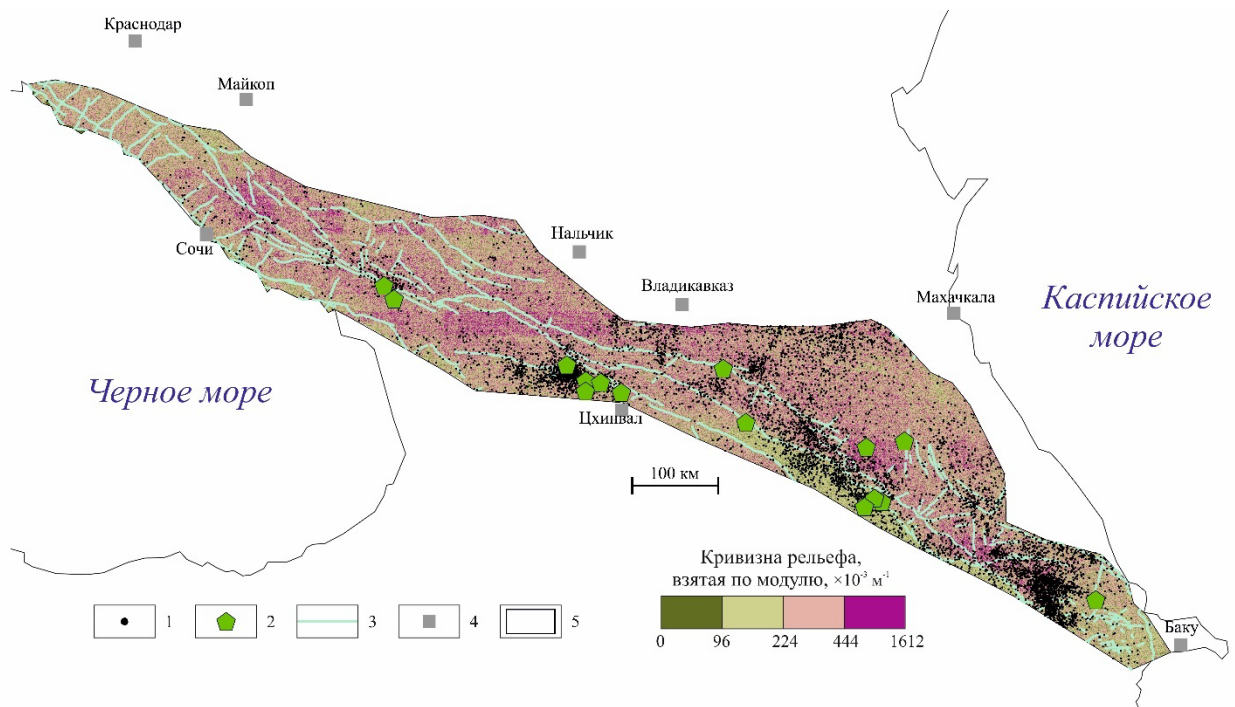 Краснодар
Майкоп
Сочи
Нальчик
Владикавказ
Махачкала
Каспийское
море
Черное море
Цхинвал
100 км
Кривизна рельефа,
взятая по модулю, ×10⁻³ м⁻¹
0 96 224 444 1612
Баку
1 2 3 4 5